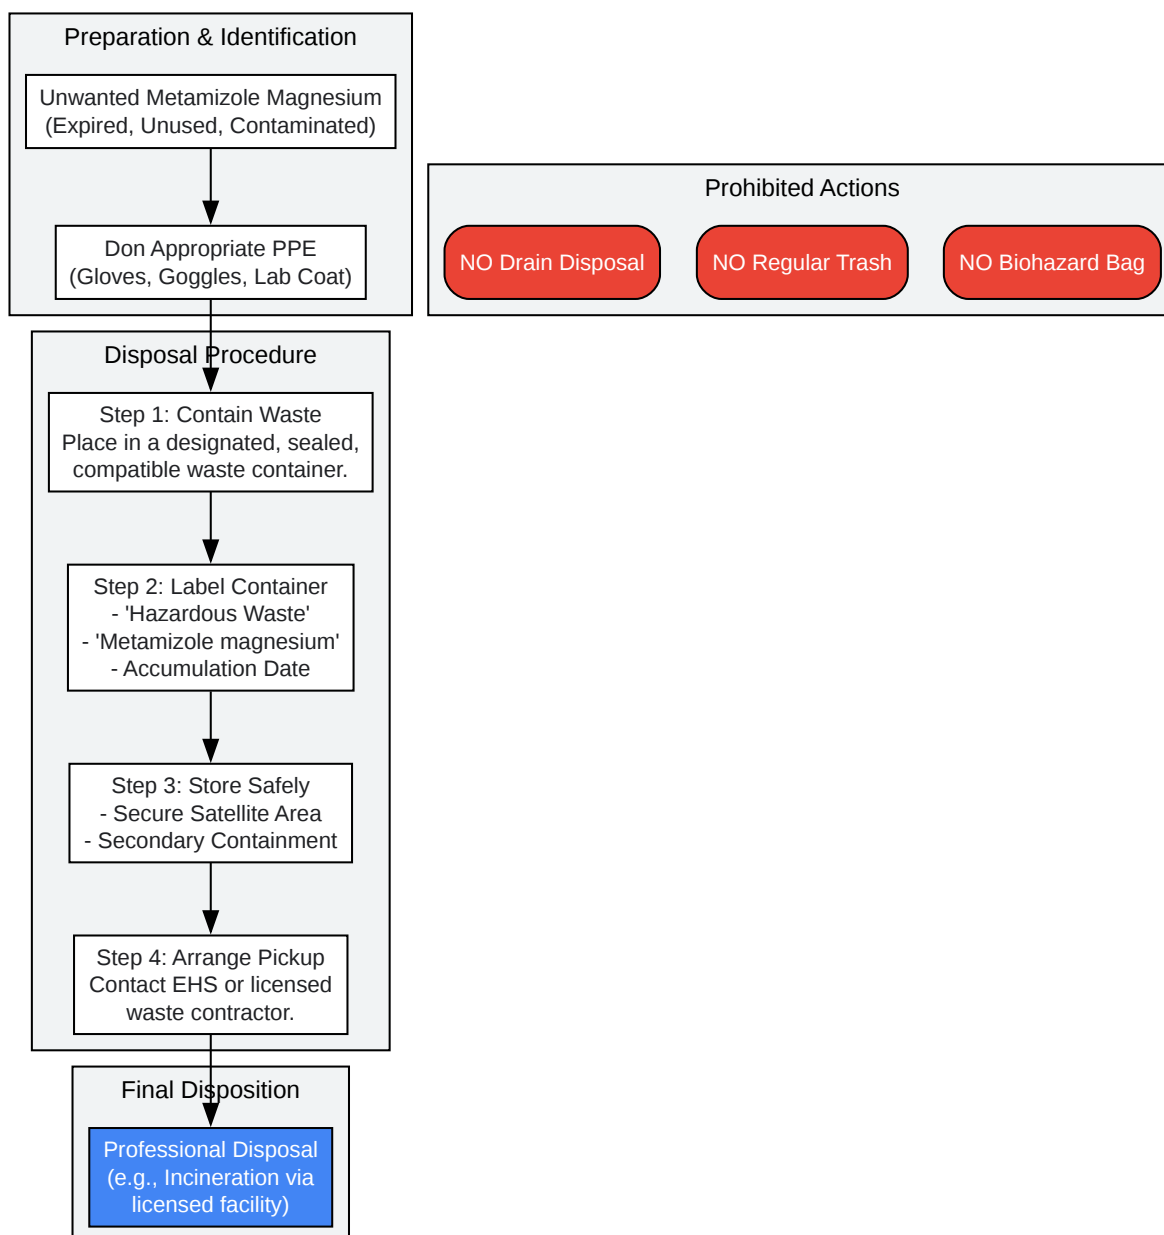 Preparation & Identification
Unwanted Metamizole Magnesium
(Expired, Unused, Contaminated)
Don Appropriate PPE
(Gloves, Goggles, Lab Coat)
Prohibited Actions
NO Drain Disposal
NO Regular Trash
NO Biohazard Bag
Disposal Procedure
Step 1: Contain Waste
Place in a designated, sealed,
compatible waste container.
Step 2: Label Container
- 'Hazardous Waste'
- 'Metamizole magnesium'
- Accumulation Date
Step 3: Store Safely
- Secure Satellite Area
- Secondary Containment
Step 4: Arrange Pickup
Contact EHS or licensed
waste contractor.
Final Disposition
Professional Disposal
(e.g., Incineration via
licensed facility)